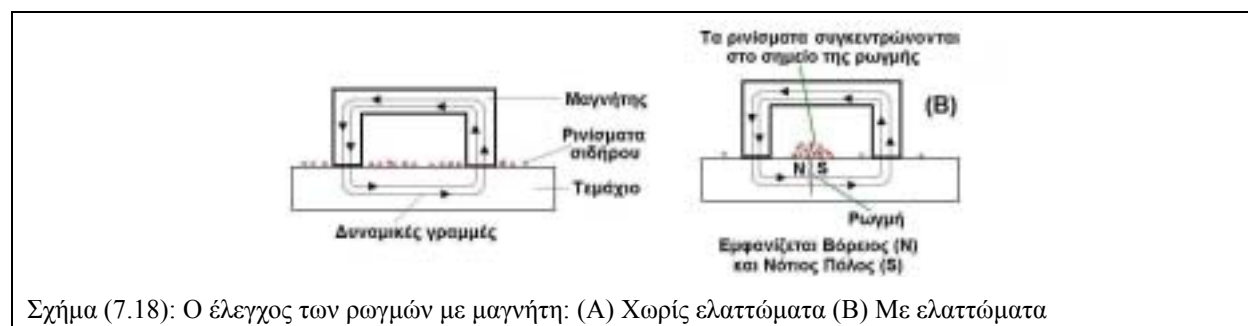 Μαγνήτης
Ρινίσματα
σιδήρου
Τεμάχιο
Δυναμικές γραμμές
Τα ρινίσματα συγκεντρώνονται
στο σημείο της ρωγμής
(B)
N S
Ρωγμή
Εμφανίζεται Βόρειος (N)
και Νότιος Πόλος (S)
Σχήμα (7.18): Ο έλεγχος των ρωγμών με μαγνήτη: (Α) Χωρίς ελαττώματα (Β) Με ελαττώματα